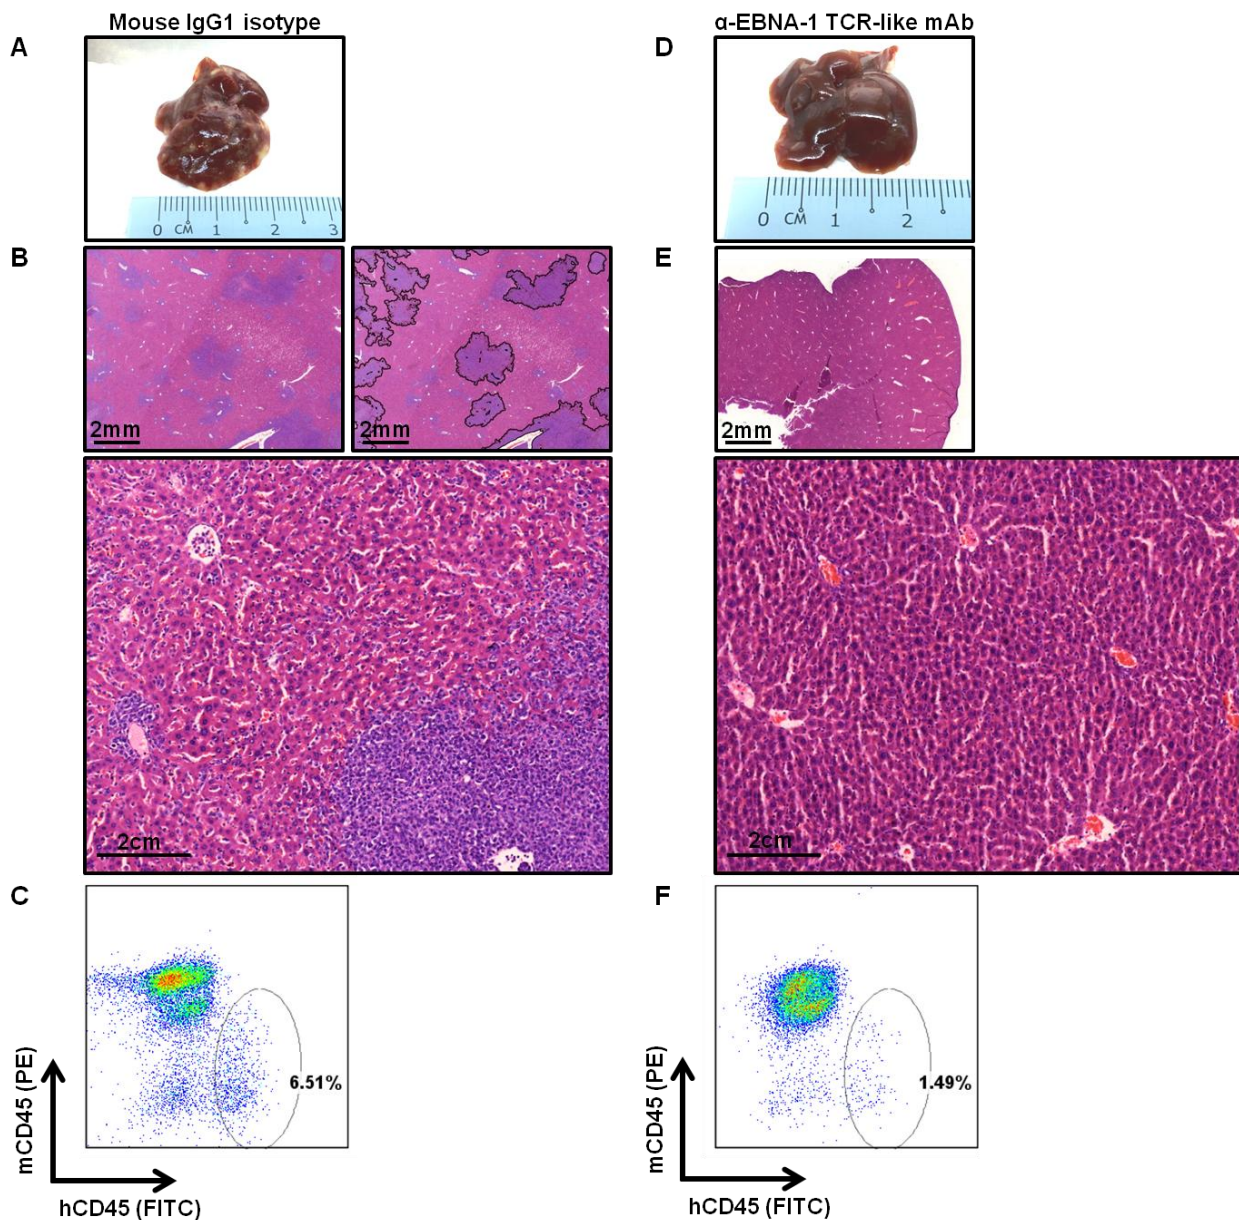 Mouse IgG1 isotype
α-EBNA-1 TCR-like mAb
A
0 CM 1 2 3
D
0 CM 1 2
B
2mm
2mm
E
2mm
2cm
2cm
C
6.51%
mCD45 (PE)
hCD45 (FITC)
F
1.49%
mCD45 (PE)
hCD45 (FITC)